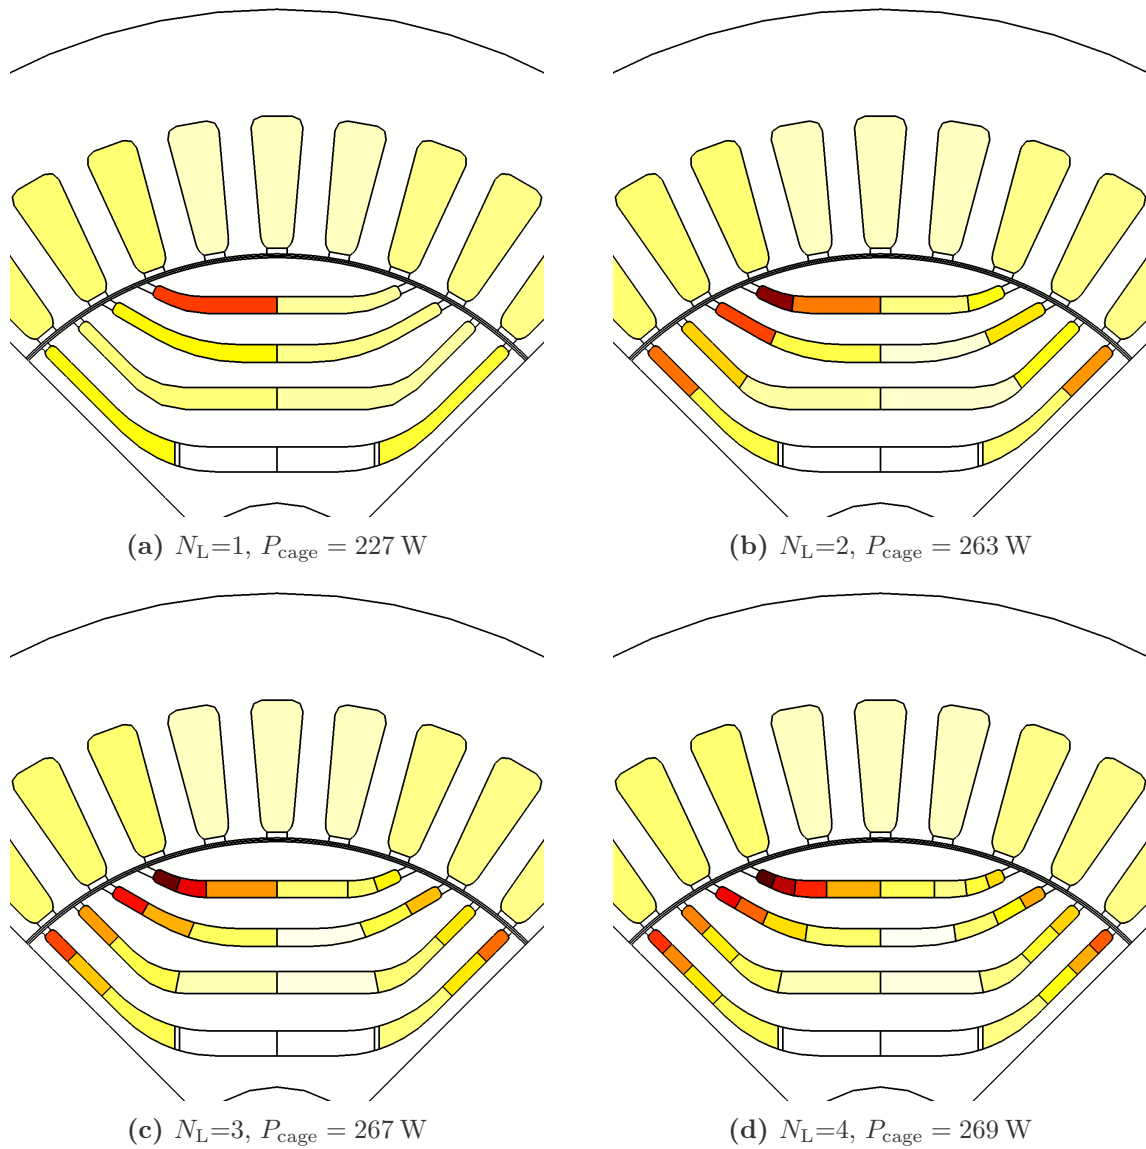 (a) N_L=1, P_cage = 227 W
(b) N_L=2, P_cage = 263 W
(c) N_L=3, P_cage = 267 W
(d) N_L=4, P_cage = 269 W